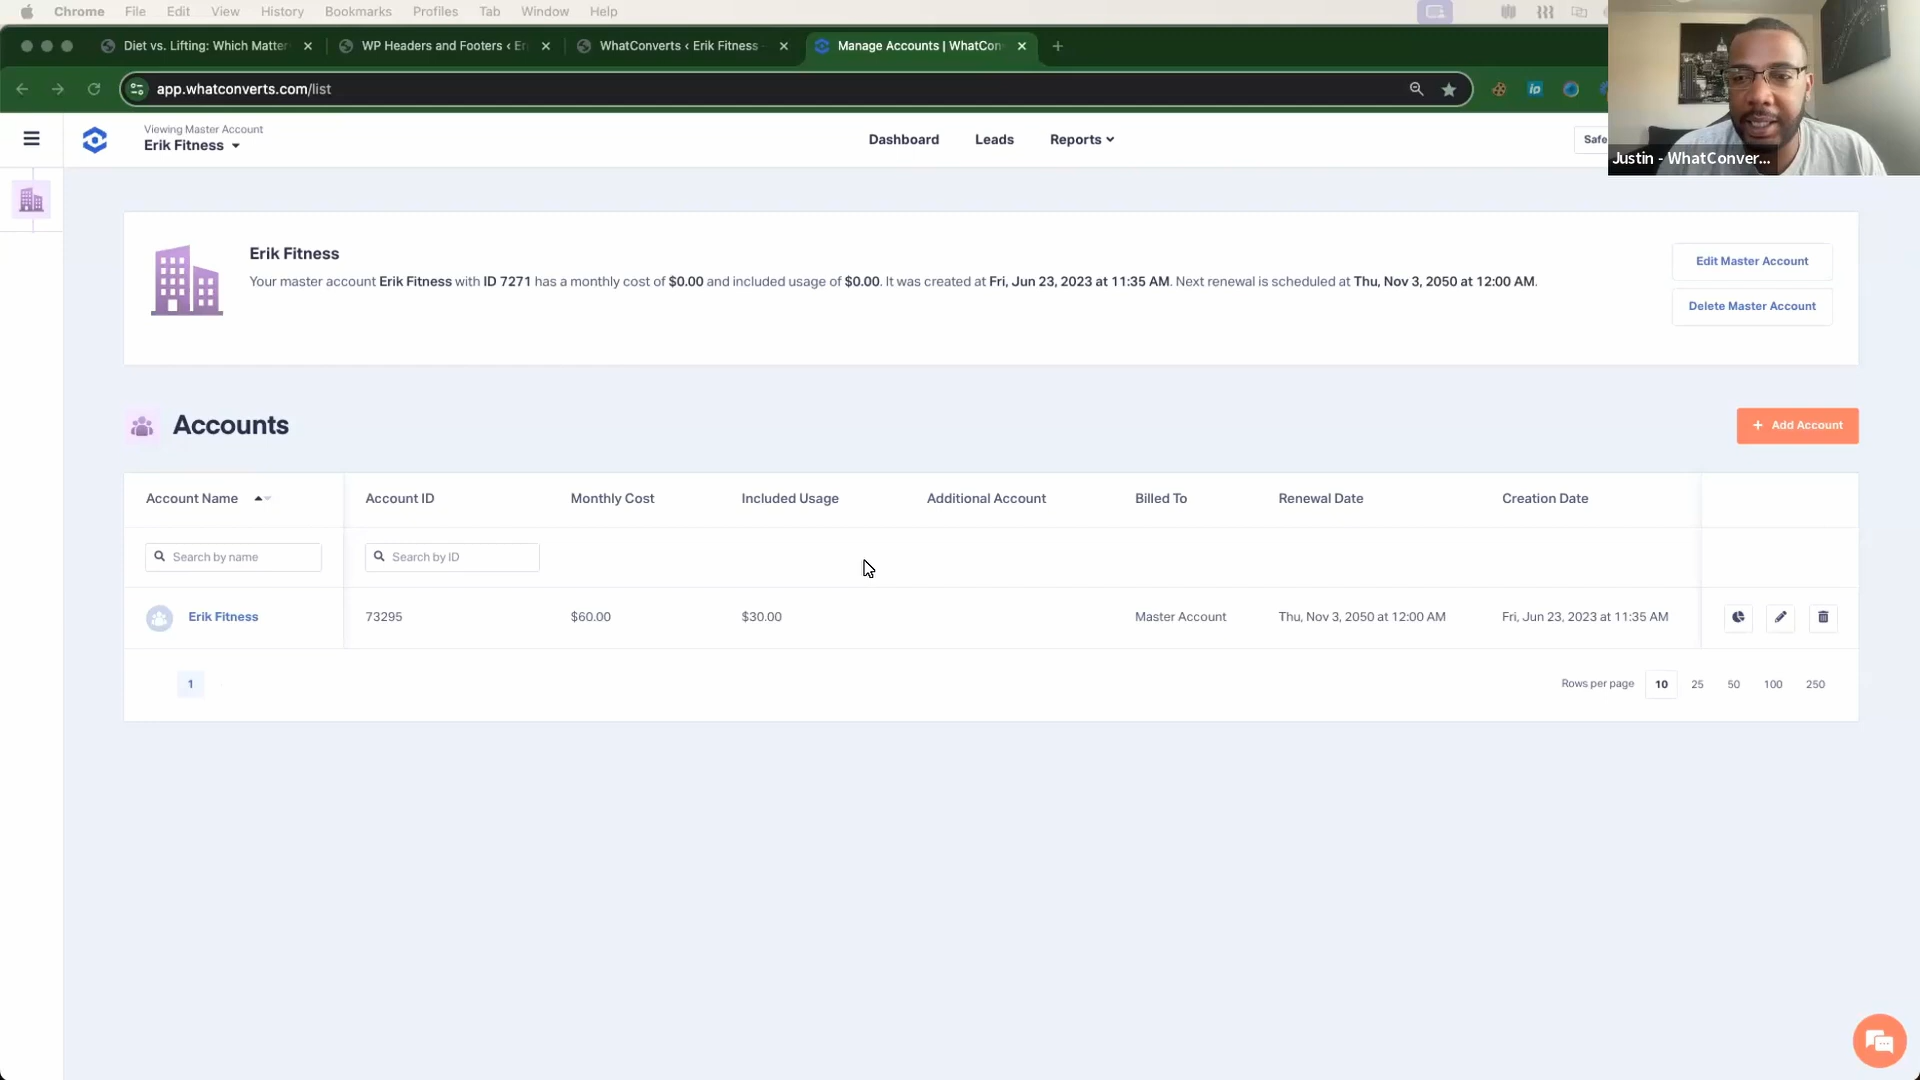 Chrome File Edit View History Bookmarks Profiles Tab Window Help
Diet vs. Lifting: Which Matter
WP Headers and Footers ‹ Er
WhatConverts ‹ Erik Fitness -
Manage Accounts | WhatCon
app.whatconverts.com/list
Viewing Master Account
Erik Fitness
Dashboard Leads Reports
Safe
Justin - WhatConver...
Erik Fitness
Your master account Erik Fitness with ID 7271 has a monthly cost of $0.00 and included usage of $0.00. It was created at Fri, Jun 23, 2023 at 11:35 AM. Next renewal is scheduled at Thu, Nov 3, 2050 at 12:00 AM.
Edit Master Account
Delete Master Account
Accounts
+ Add Account
Account Name Account ID Monthly Cost Included Usage Additional Account Billed To Renewal Date Creation Date
Search by name Search by ID
Erik Fitness 73295 $60.00 $30.00 Master Account Thu, Nov 3, 2050 at 12:00 AM Fri, Jun 23, 2023 at 11:35 AM
1 Rows per page 10 25 50 100 250